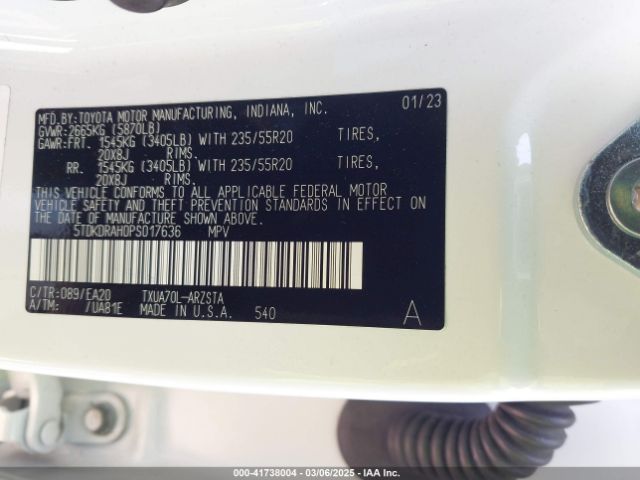 MFD.BY:TOYOTA MOTOR MANUFACTURING, INDIANA, INC. 01/23
GVWR:2665KG (5870LB)
GAWR:FRT. 1545KG (3405LB) WITH 235/55R20 TIRES,
20X8J RIMS.
RR. 1545KG (3405LB) WITH 235/55R20 TIRES,
20X8J RIMS.
THIS VEHICLE CONFORMS TO ALL APPLICABLE FEDERAL MOTOR
VEHICLE SAFETY AND THEFT PREVENTION STANDARDS IN EFFECT ON
THE DATE OF MANUFACTURE SHOWN ABOVE.
5TDKDRAH0PS017636 MPV
C/TR:089/EA20 TXUA70L-ARZSTA
A/TM: /UA81E MADE IN U.S.A. 540 A
000-41738004 | 03/06/2025 - IAA Inc.